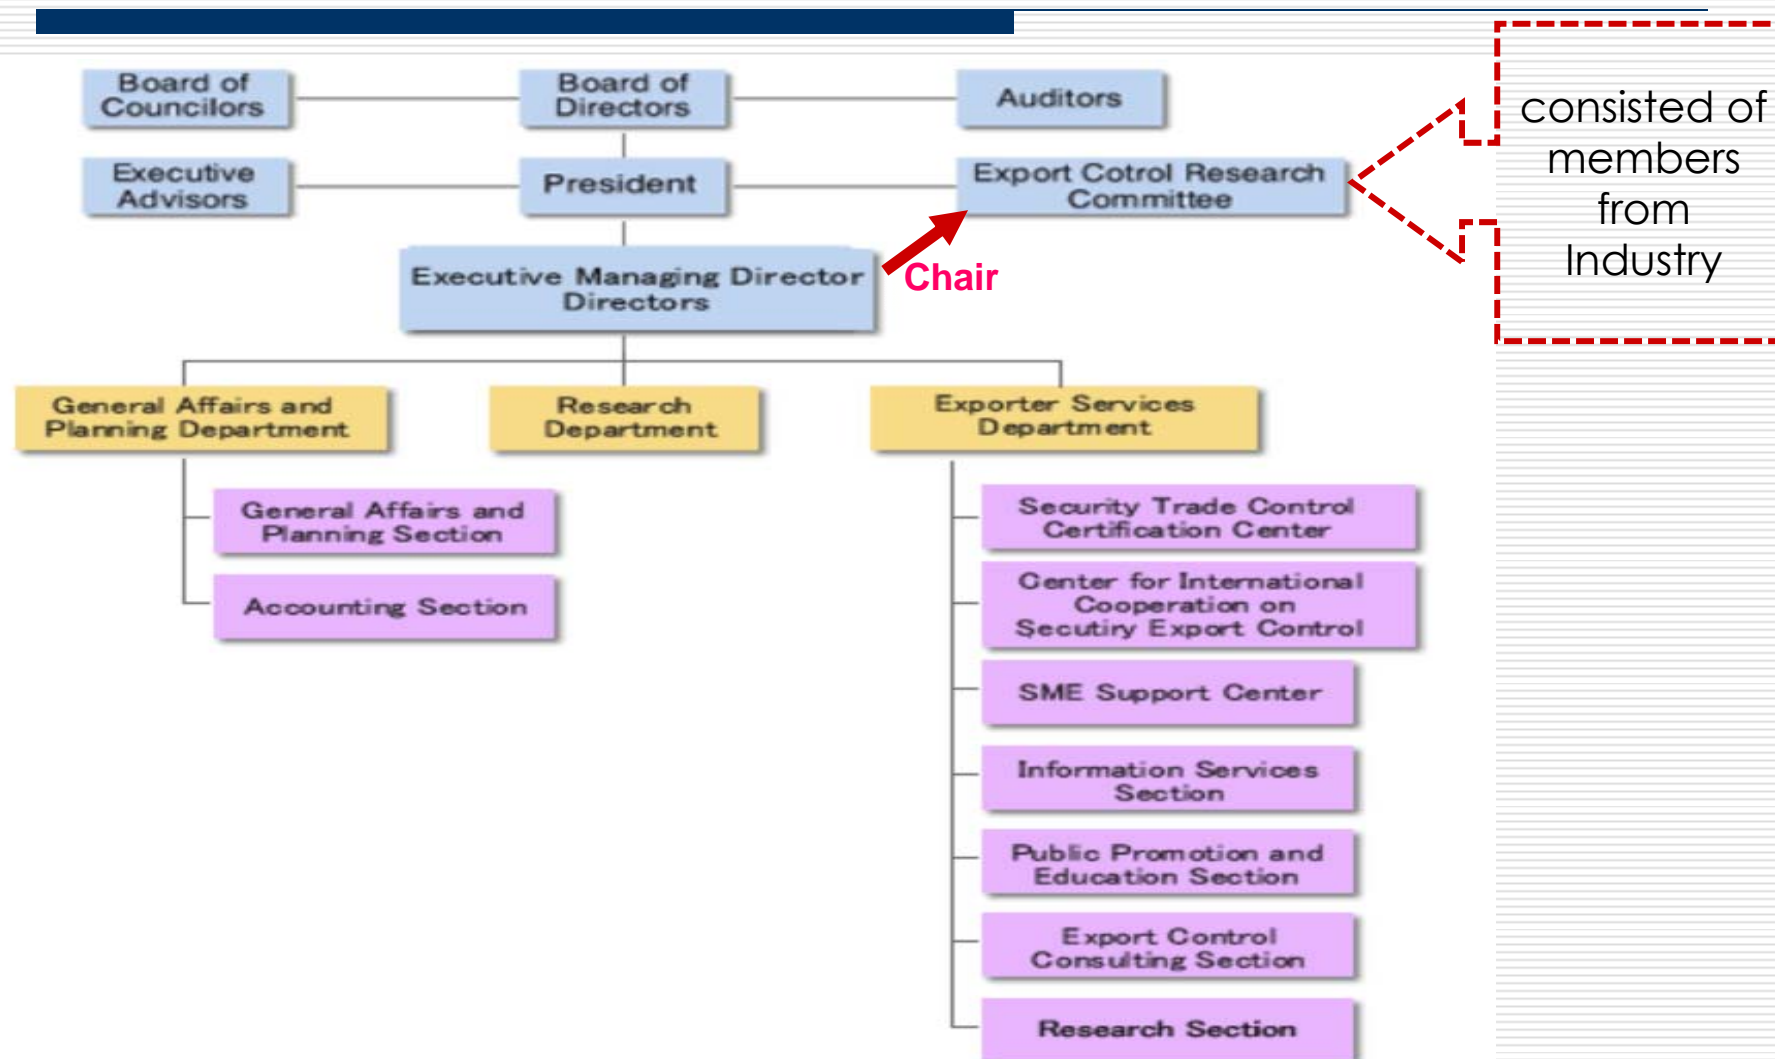 Board of
Councilors
Board of
Directors
Auditors
Executive
Advisors
President
Export Cotrol Research
Committee
consisted of
members
from
Industry
Executive Managing Director
Directors
Chair
General Affairs and
Planning Department
Research
Department
Exporter Services
Department
General Affairs and
Planning Section
Accounting Section
Security Trade Control
Certification Center
Center for International
Cooperation on
Secutiry Export Control
SME Support Center
Information Services
Section
Public Promotion and
Education Section
Export Control
Consulting Section
Research Section